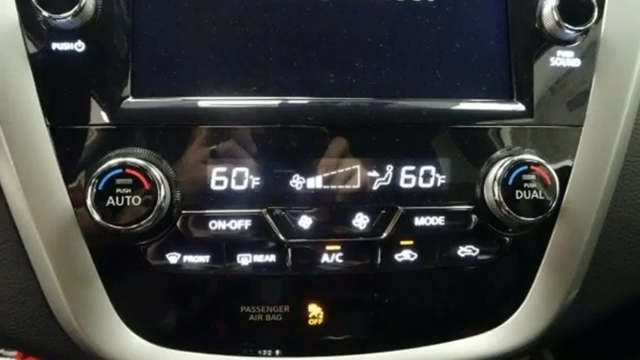 PUSH
PUSH
SOUND
60°F 60°F
PUSH
AUTO
PUSH
DUAL
ON·OFF MODE
FRONT REAR A/C
PASSENGER
AIR BAG
OFF